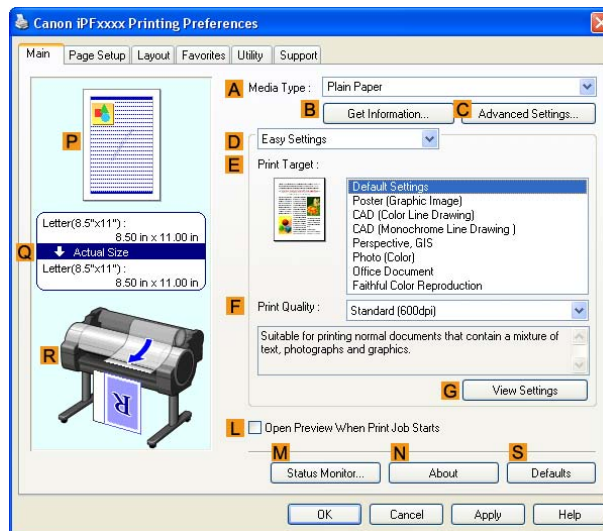 Canon iPFxxxx Printing Preferences
Main Page Setup Layout Favorites Utility Support
A Media Type : Plain Paper
B C
Get Information... Advanced Settings...
P
D Easy Settings
E Print Target :
Default Settings
Poster (Graphic Image)
CAD (Color Line Drawing)
CAD (Monochrome Line Drawing )
Perspective, GIS
Photo (Color)
Office Document
Faithful Color Reproduction
Letter(8.5"x11") :
8.50 in x 11.00 in
Q Actual Size
Letter(8.5"x11") :
8.50 in x 11.00 in
F Print Quality : Standard (600dpi)
Suitable for printing normal documents that contain a mixture of
text, photographs and graphics.
R
R
G View Settings
L Open Preview When Print Job Starts
M N S
Status Monitor... About Defaults
OK Cancel Apply Help